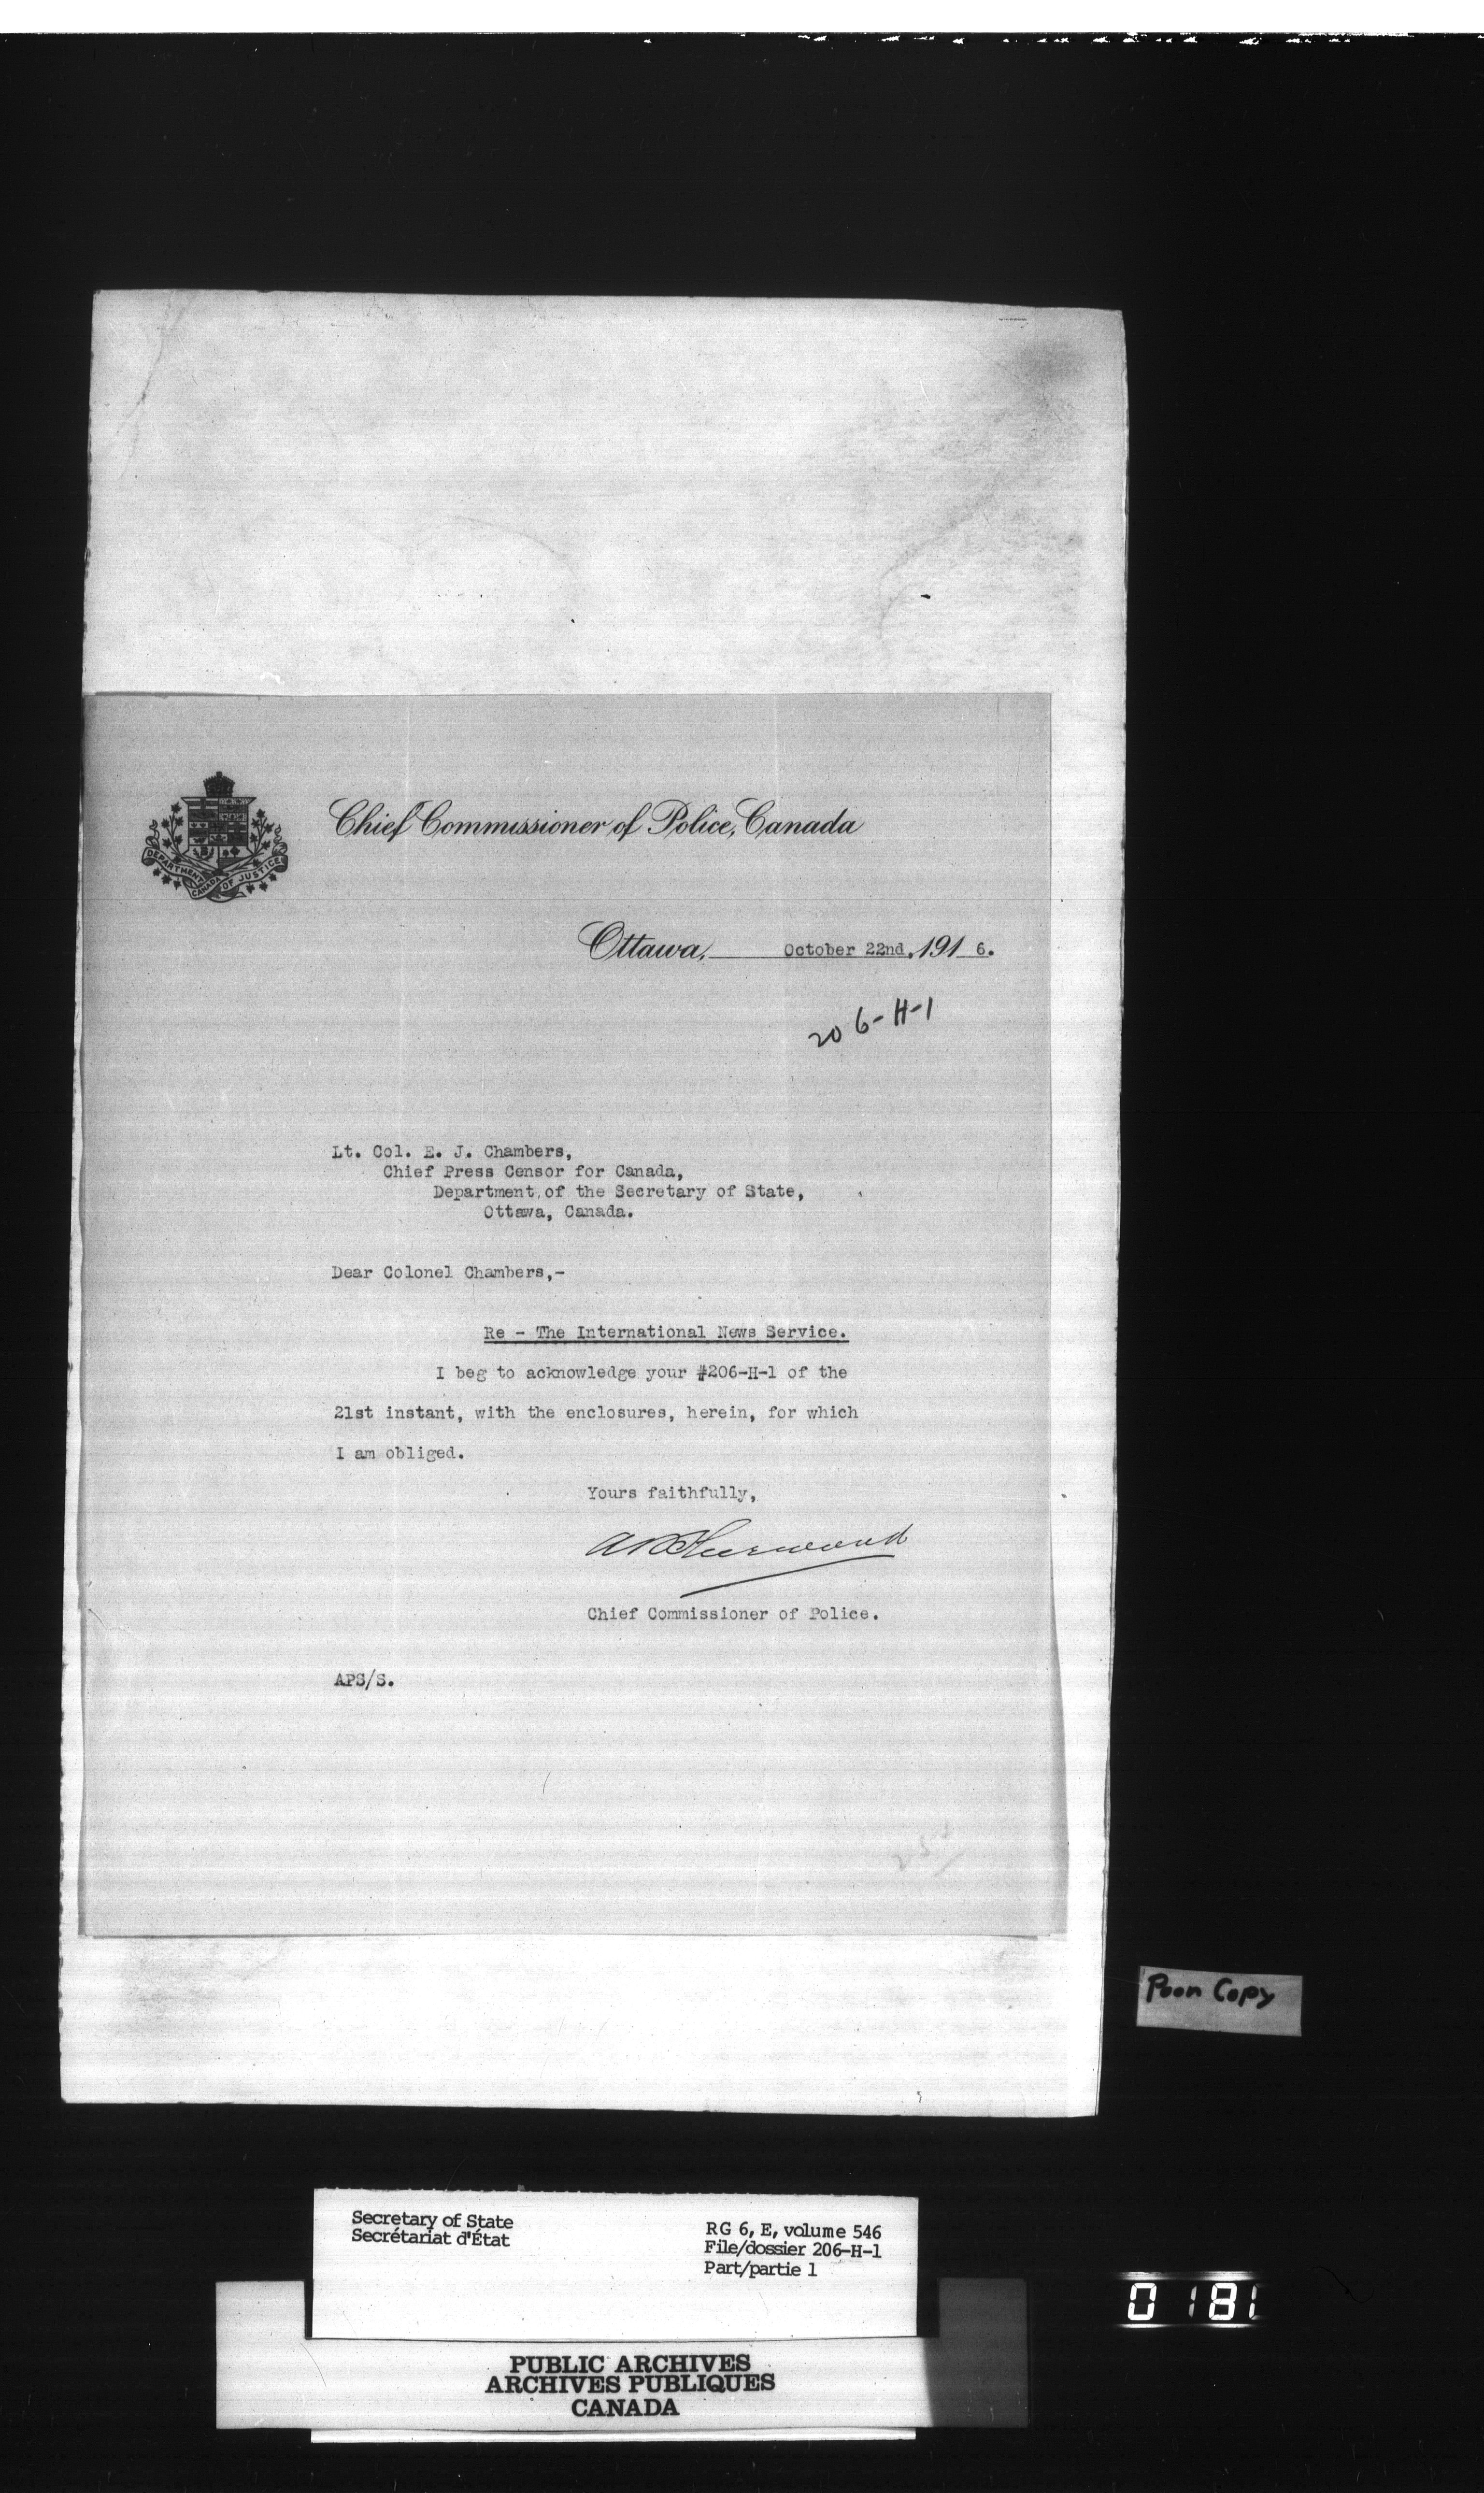 Chief Commissioner of Police, Canada
DEPARTMENT OF JUSTICE
CANADA
Ottawa, October 22nd, 1916.
206-H-1
Lt. Col. E. J. Chambers,
Chief Press Censor for Canada,
Department of the Secretary of State,
Ottawa, Canada.
Dear Colonel Chambers,-
Re - The International News Service.
I beg to acknowledge your #206-H-1 of the
21st instant, with the enclosures, herein, for which
I am obliged.
Yours faithfully,
A P Sherwood
Chief Commissioner of Police.
APS/S.
Poor Copy
Secretary of State
Secrétariat d'État
RG 6, E, volume 546
File/dossier 206-H-1
Part/partie 1
PUBLIC ARCHIVES
ARCHIVES PUBLIQUES
CANADA
0181